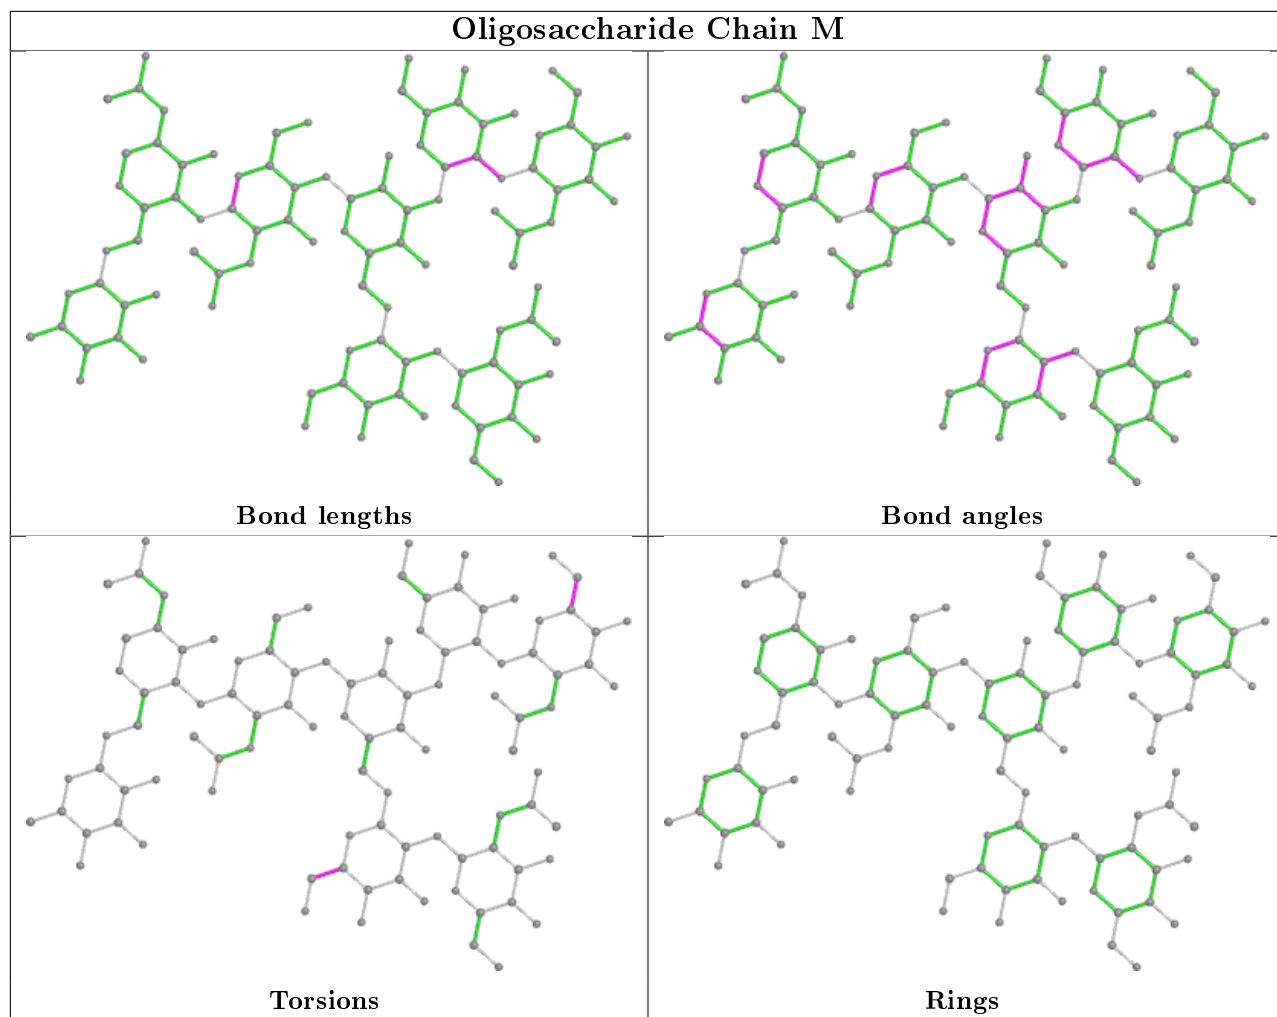 Oligosaccharide Chain M
Bond lengths
Bond angles
Torsions
Rings